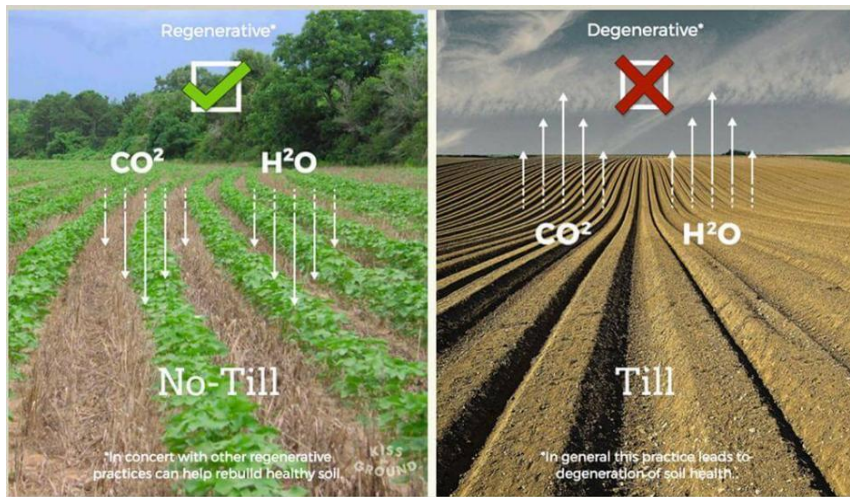 Regenerative*
CO²
H²O
No-Till
*In concert with other regenerative
practices can help rebuild healthy soil.
KISS
GROUND
Degenerative*
CO²
H²O
Till
*In general this practice leads to
degeneration of soil health.